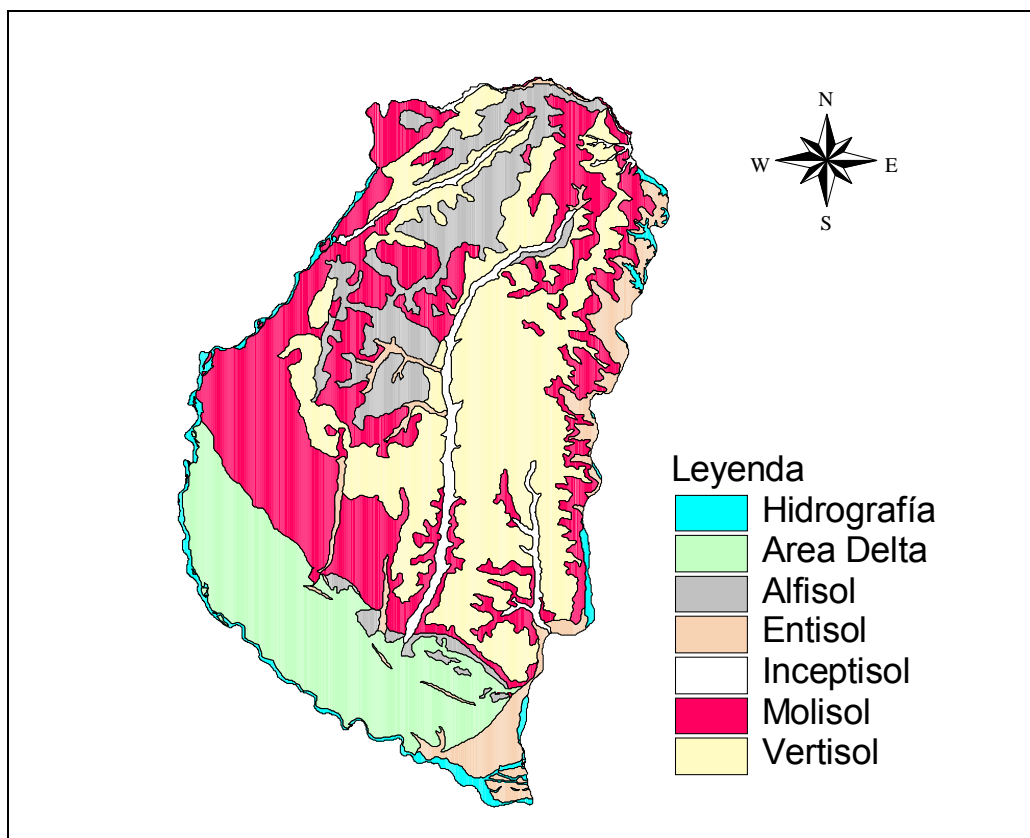 N
W E
S
Leyenda
Hidrografía
Area Delta
Alfisol
Entisol
Inceptisol
Molisol
Vertisol